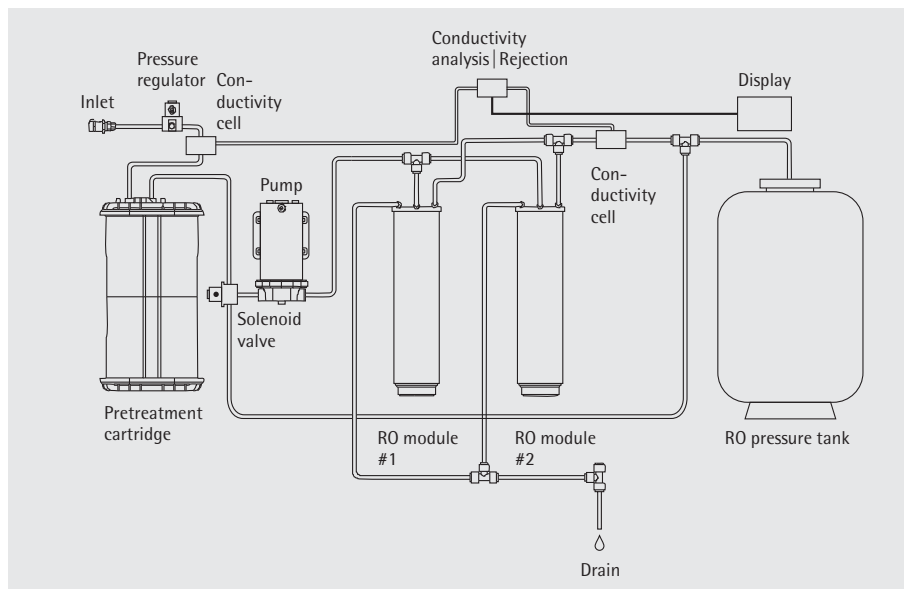 Conductivity
analysis | Rejection
Pressure
regulator
Con-
ductivity
cell
Inlet
Display
Pump
Con-
ductivity
cell
Solenoid
valve
Pretreatment
cartridge
RO module
#1
RO module
#2
RO pressure tank
Drain